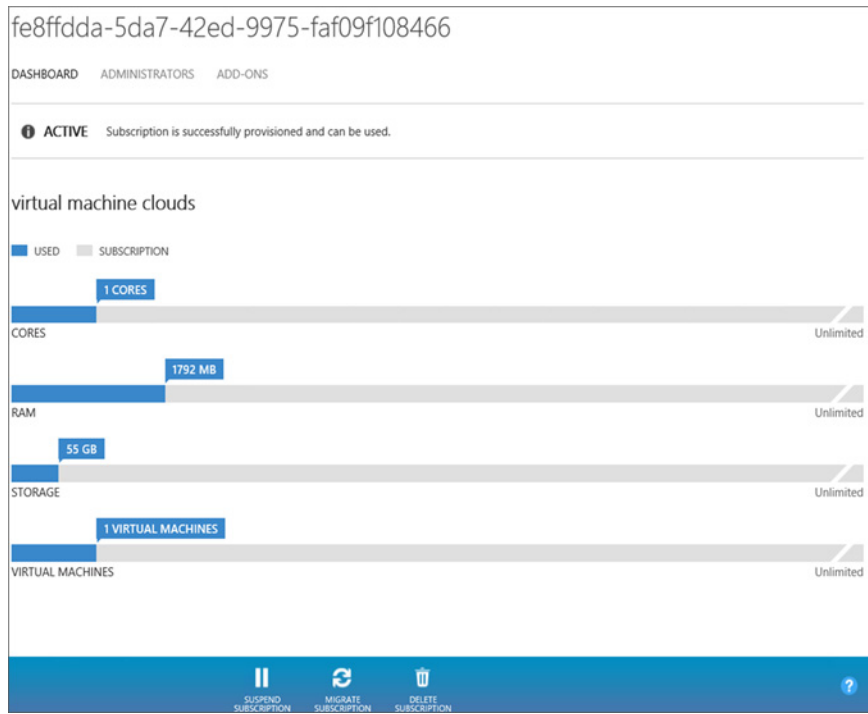 fe8ffdda-5da7-42ed-9975-faf09f108466
DASHBOARD ADMINISTRATORS ADD-ONS
ACTIVE Subscription is successfully provisioned and can be used.
virtual machine clouds
USED SUBSCRIPTION
1 CORES
CORES Unlimited
1792 MB
RAM Unlimited
55 GB
STORAGE Unlimited
1 VIRTUAL MACHINES
VIRTUAL MACHINES Unlimited
SUSPEND SUBSCRIPTION
MIGRATE SUBSCRIPTION
DELETE SUBSCRIPTION
?